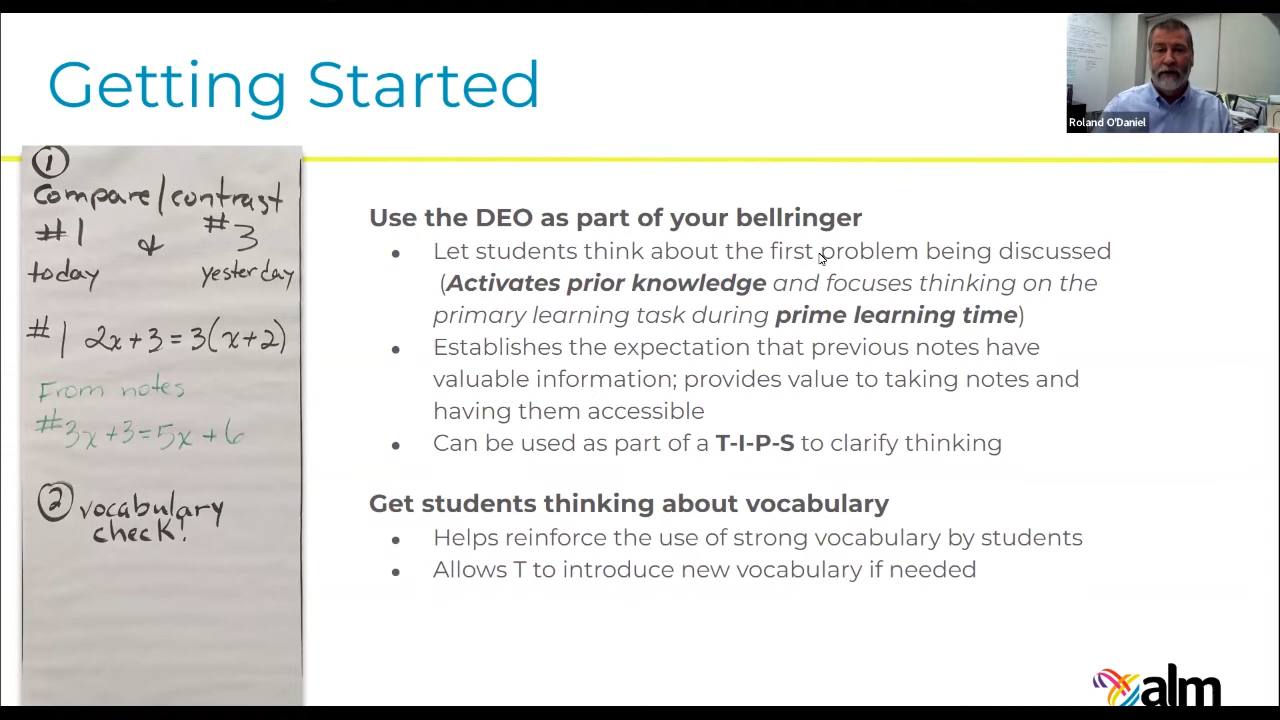 Getting Started
Roland O'Daniel
①
Compare/contrast
#1 & #3
today yesterday
#1 2x+3=3(x+2)
From notes
#3x+3=5x+6
② vocabulary
check!
Use the DEO as part of your bellringer
● Let students think about the first problem being discussed
(Activates prior knowledge and focuses thinking on the
primary learning task during prime learning time)
● Establishes the expectation that previous notes have
valuable information; provides value to taking notes and
having them accessible
● Can be used as part of a T-I-P-S to clarify thinking
Get students thinking about vocabulary
● Helps reinforce the use of strong vocabulary by students
● Allows T to introduce new vocabulary if needed
alm